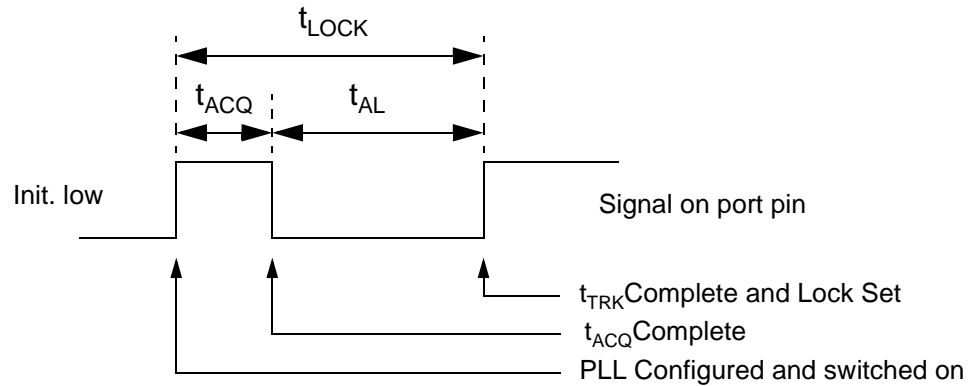 tLOCK
tACQ
tAL
Init. low
Signal on port pin
tTRKComplete and Lock Set
tACQComplete
PLL Configured and switched on